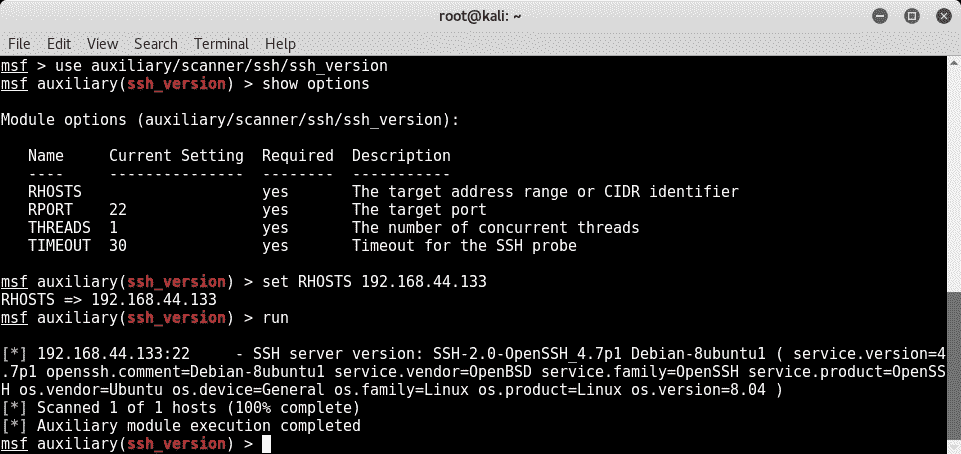 root@kali: ~
File Edit View Search Terminal Help
msf > use auxiliary/scanner/ssh/ssh_version
msf auxiliary(ssh_version) > show options
Module options (auxiliary/scanner/ssh/ssh_version):
Name     Current Setting  Required  Description
----     ---------------  --------  -----------
RHOSTS                    yes       The target address range or CIDR identifier
RPORT    22               yes       The target port
THREADS  1                yes       The number of concurrent threads
TIMEOUT  30               yes       Timeout for the SSH probe
msf auxiliary(ssh_version) > set RHOSTS 192.168.44.133
RHOSTS => 192.168.44.133
msf auxiliary(ssh_version) > run
[*] 192.168.44.133:22     - SSH server version: SSH-2.0-OpenSSH_4.7p1 Debian-8ubuntu1 ( service.version=4
.7p1 openssh.comment=Debian-8ubuntu1 service.vendor=OpenBSD service.family=OpenSSH service.product=OpenSS
H os.vendor=Ubuntu os.device=General os.family=Linux os.product=Linux os.version=8.04 )
[*] Scanned 1 of 1 hosts (100% complete)
[*] Auxiliary module execution completed
msf auxiliary(ssh_version) >